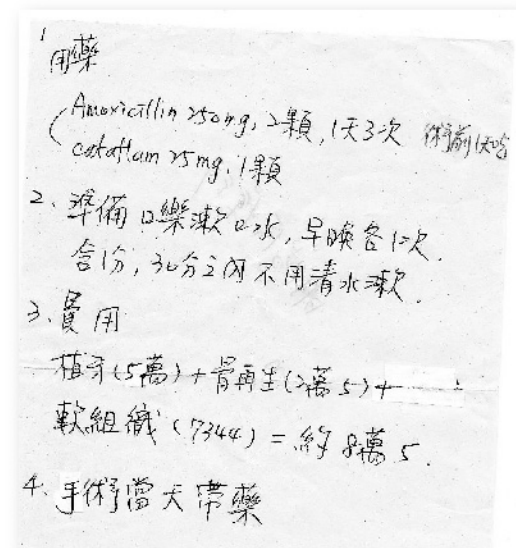 1 用藥
Amoxicillin 250mg, 2顆, 1天3次 術前1天吃
cataflam 25mg. 1顆
2、準備口樂漱口水, 早晚各1次.
含1分, 30分之內不用清水漱.
3、費用
植牙(5萬)+骨再生(2萬5)+
軟組織(7344)=約8萬5.
4、手術當天帶藥